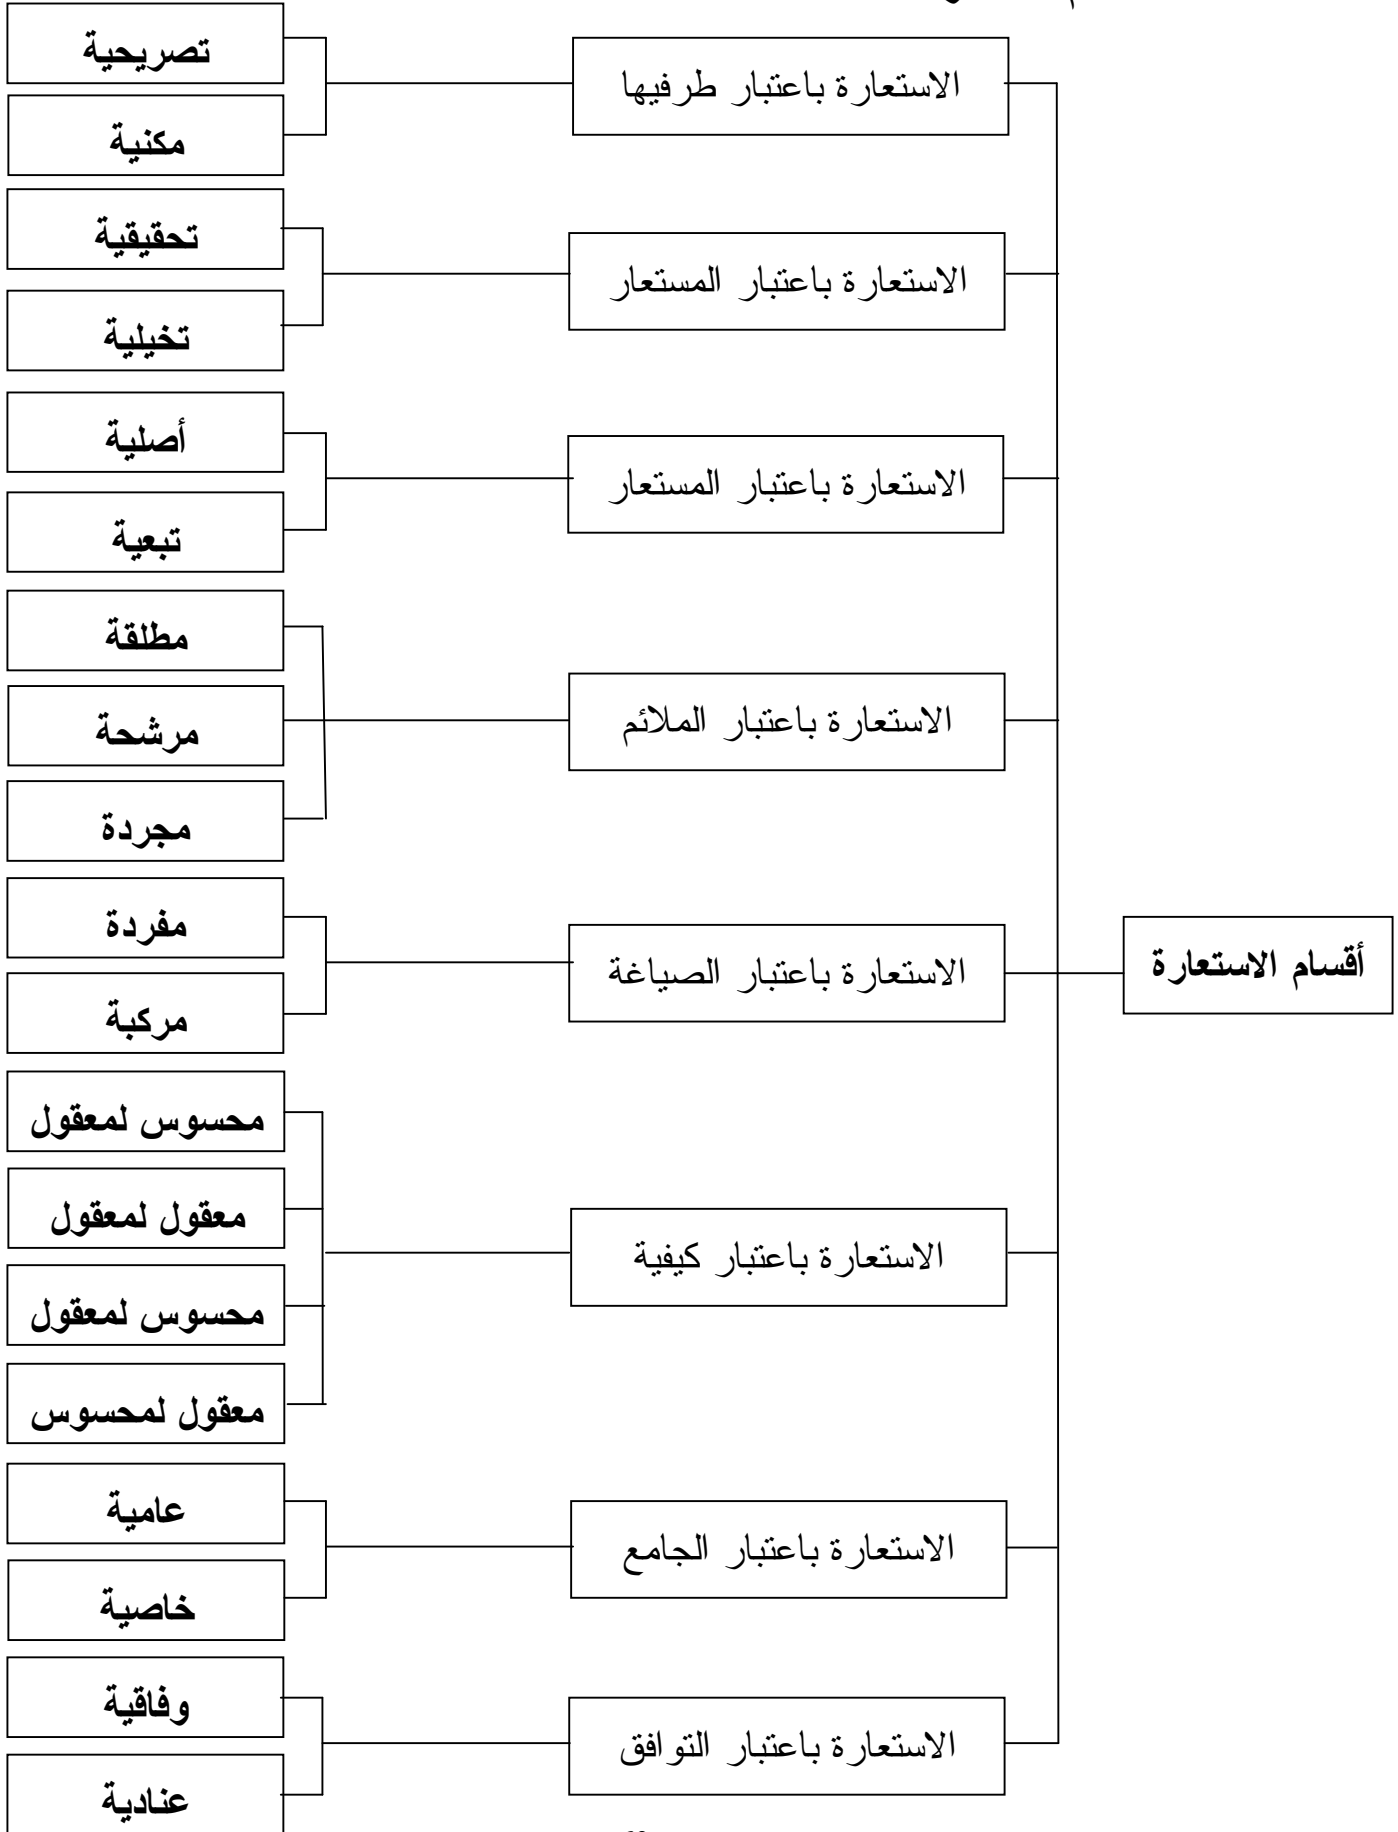 أقسام الاستعارة
الاستعارة باعتبار طرفيها
تصريحية
مكنية
الاستعارة باعتبار المستعار
تحقيقية
تخيلية
الاستعارة باعتبار المستعار
أصلية
تبعية
الاستعارة باعتبار الملائم
مطلقة
مرشحة
مجردة
الاستعارة باعتبار الصياغة
مفردة
مركبة
الاستعارة باعتبار كيفية
محسوس لمعقول
معقول لمعقول
محسوس لمعقول
معقول لمحسوس
الاستعارة باعتبار الجامع
عامية
خاصية
الاستعارة باعتبار التوافق
وفاقية
عنادية